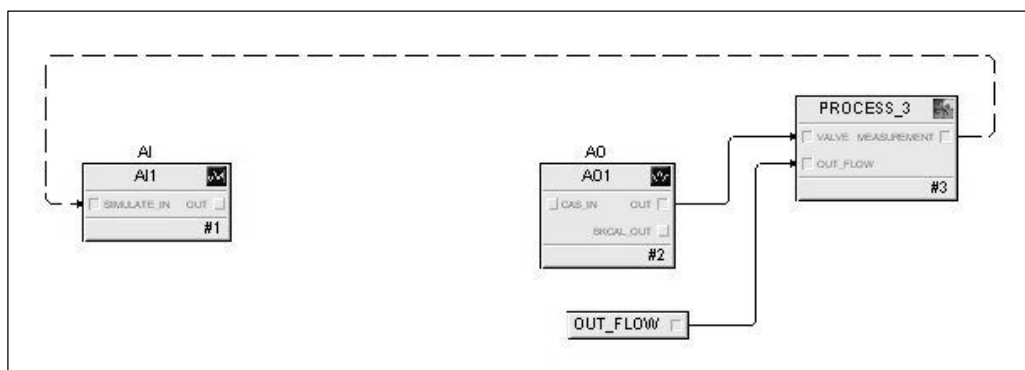 PROCESS_3
VALVE MEASUREMENT
OUT_FLOW
#3
AI
AI1
SIMULATE_IN OUT
#1
AO
AO1
CAS_IN OUT
BKCAL_OUT
#2
OUT_FLOW